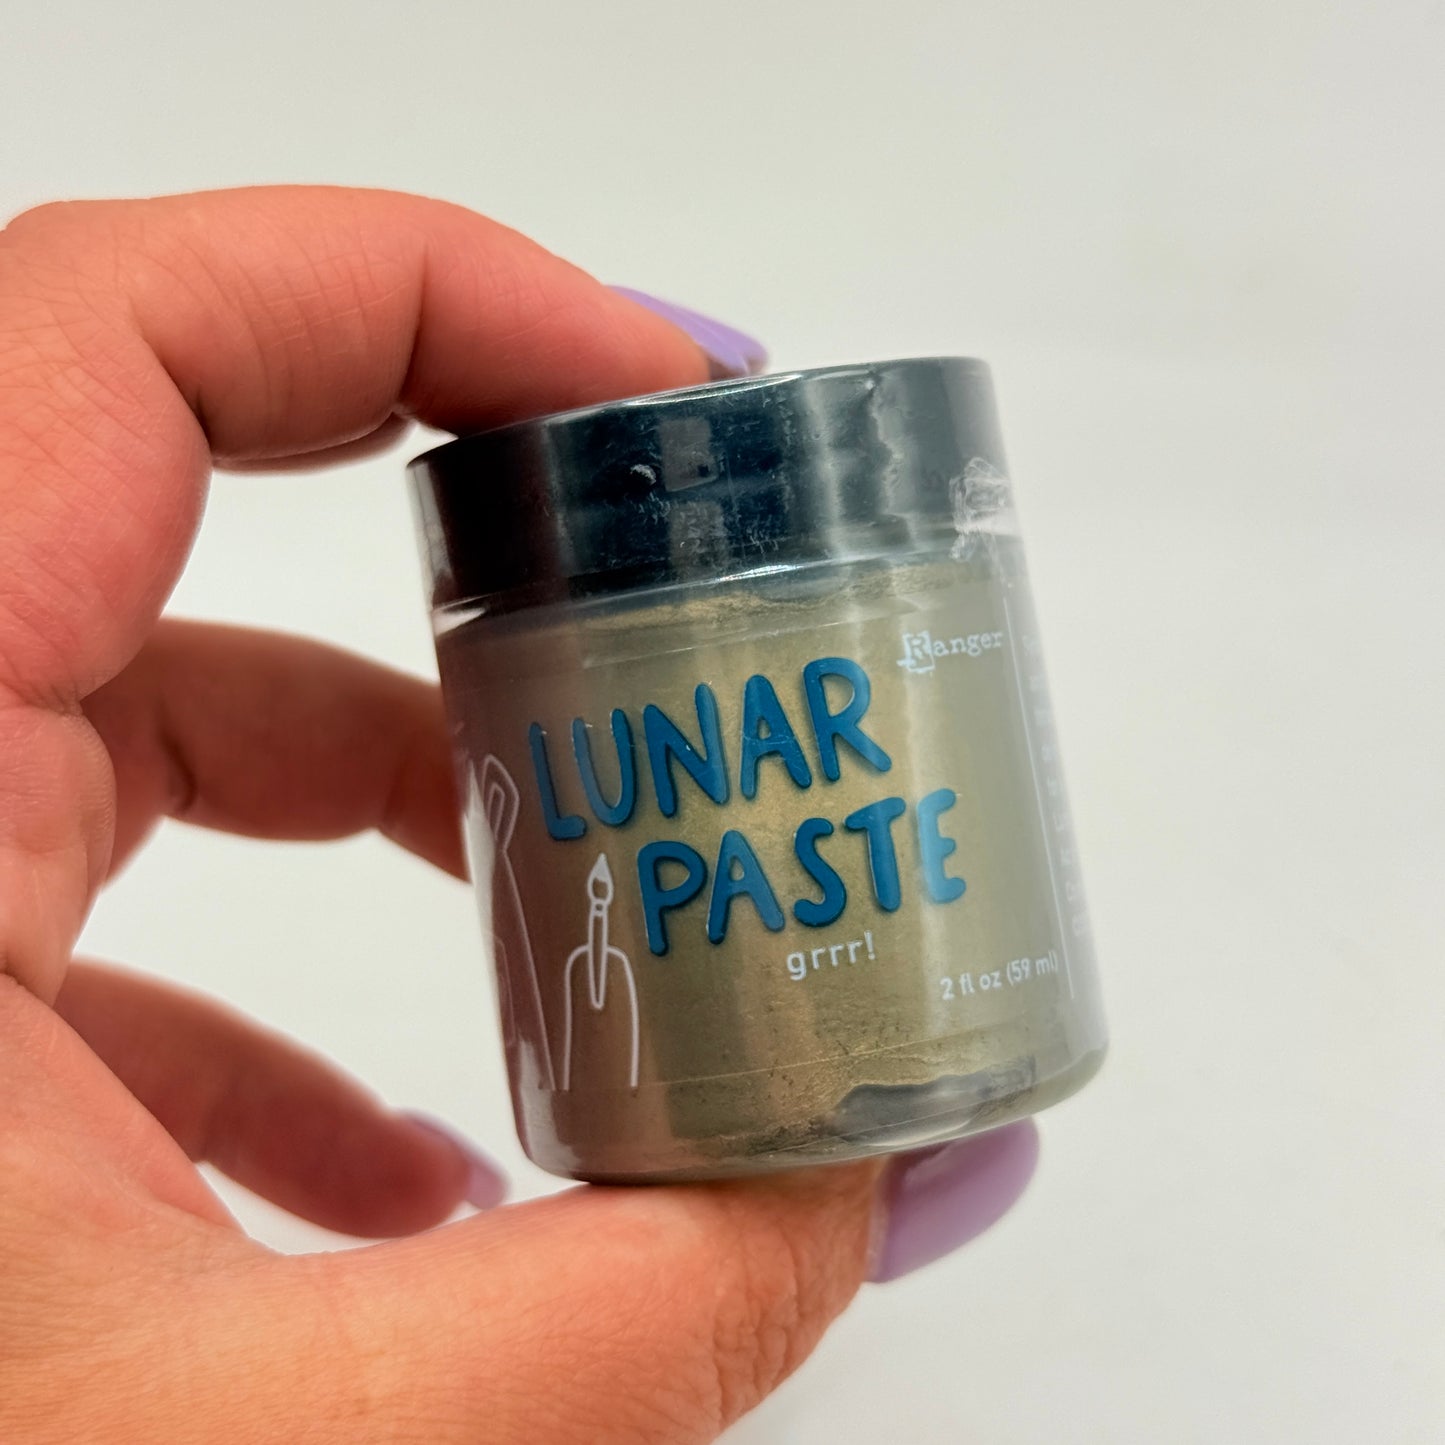 Ranger
LUNAR
PASTE
grrr!
2 fl oz (59 ml)